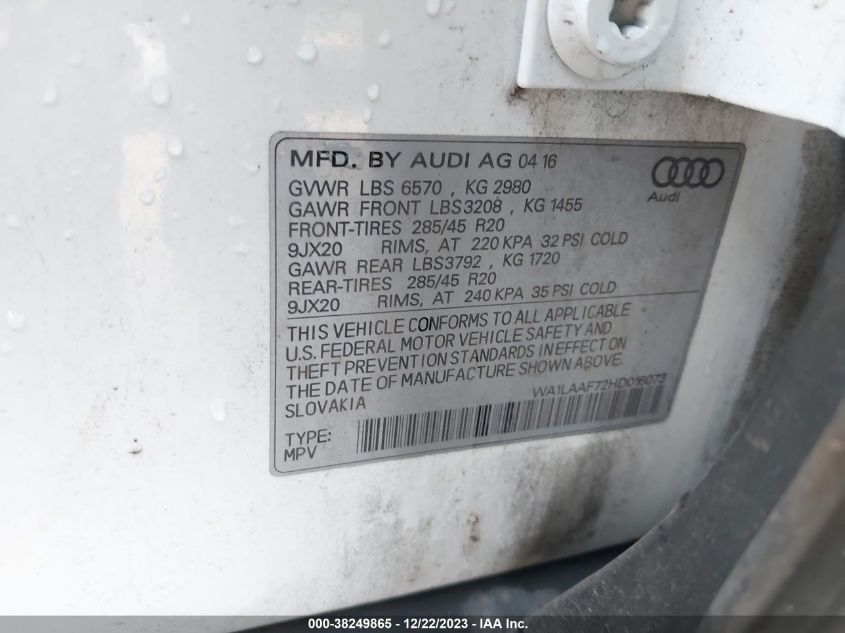 MFD. BY AUDI AG 04 16
Audi
GVWR LBS 6570 , KG 2980
GAWR FRONT LBS3208 , KG 1455
FRONT-TIRES 285/45 R20
9JX20 RIMS, AT 220 KPA 32 PSI COLD
GAWR REAR LBS3792 , KG 1720
REAR-TIRES 285/45 R20
9JX20 RIMS, AT 240 KPA 35 PSI COLD
THIS VEHICLE CONFORMS TO ALL APPLICABLE
U.S. FEDERAL MOTOR VEHICLE SAFETY AND
THEFT PREVENTION STANDARDS IN EFFECT ON
THE DATE OF MANUFACTURE SHOWN ABOVE.
SLOVAKIA
WA1LAAF72HD016073
TYPE:
MPV
000-38249865 - 12/22/2023 - IAA Inc.